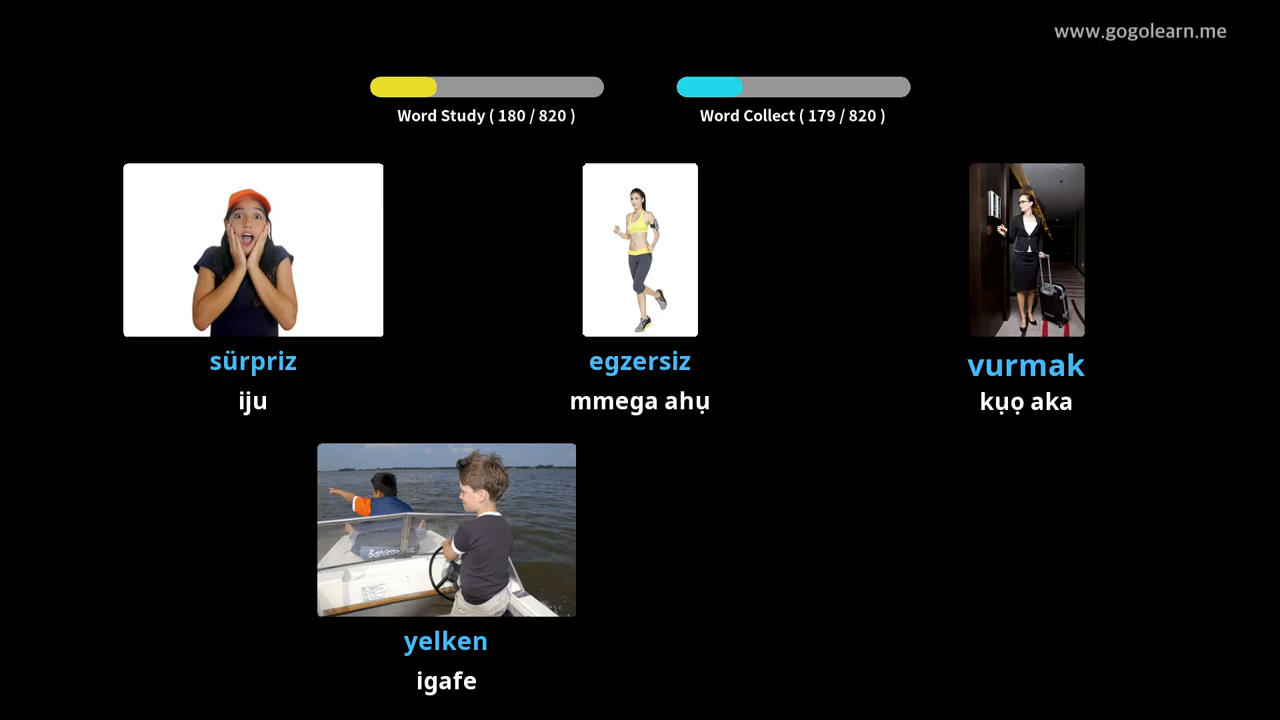 www.gogolearn.me
Word Study ( 180 / 820 )
Word Collect ( 179 / 820 )
sürpriz
egzersiz
vurmak
iju
mmega ahụ
kụọ aka
yelken
igafe